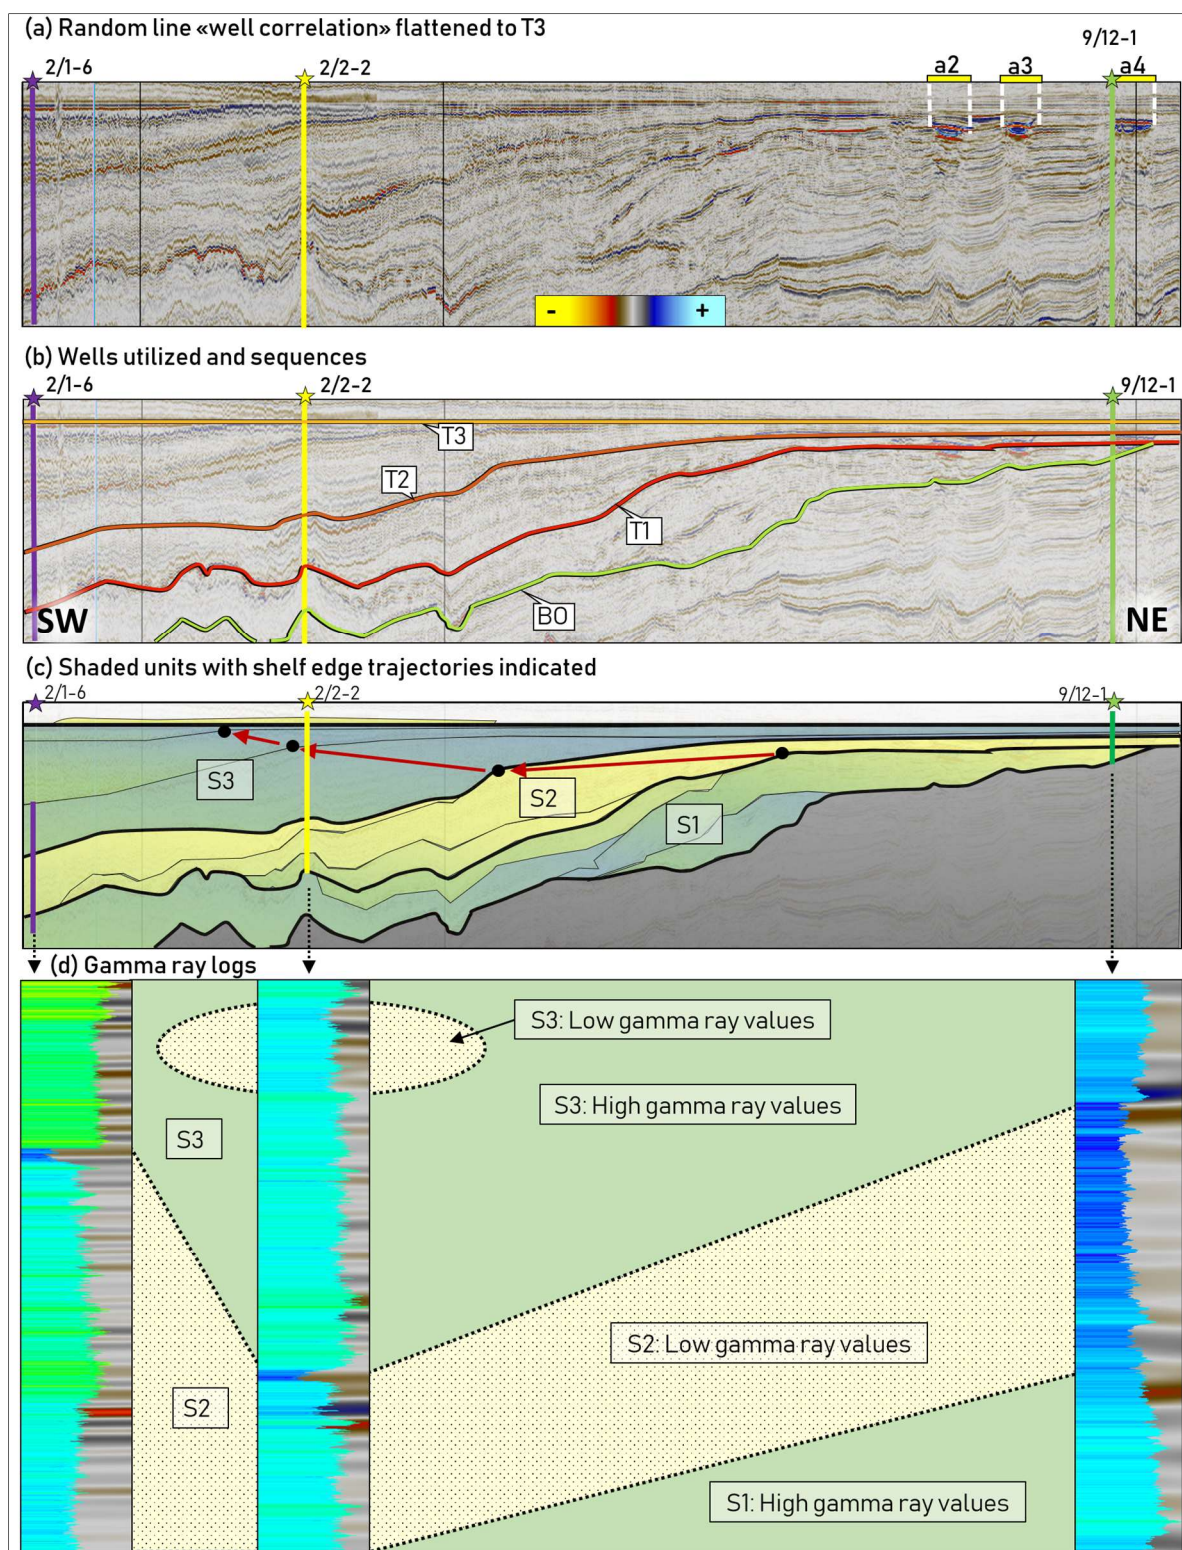 (a) Random line «well correlation» flattened to T3
9/12-1
2/1-6
2/2-2
a2
a3
a4
- +
(b) Wells utilized and sequences
2/1-6
2/2-2
9/12-1
T3
T2
T1
BO
SW
NE
(c) Shaded units with shelf edge trajectories indicated
2/1-6
2/2-2
9/12-1
S3
S2
S1
(d) Gamma ray logs
S3: Low gamma ray values
S3: High gamma ray values
S3
S2: Low gamma ray values
S2
S1: High gamma ray values